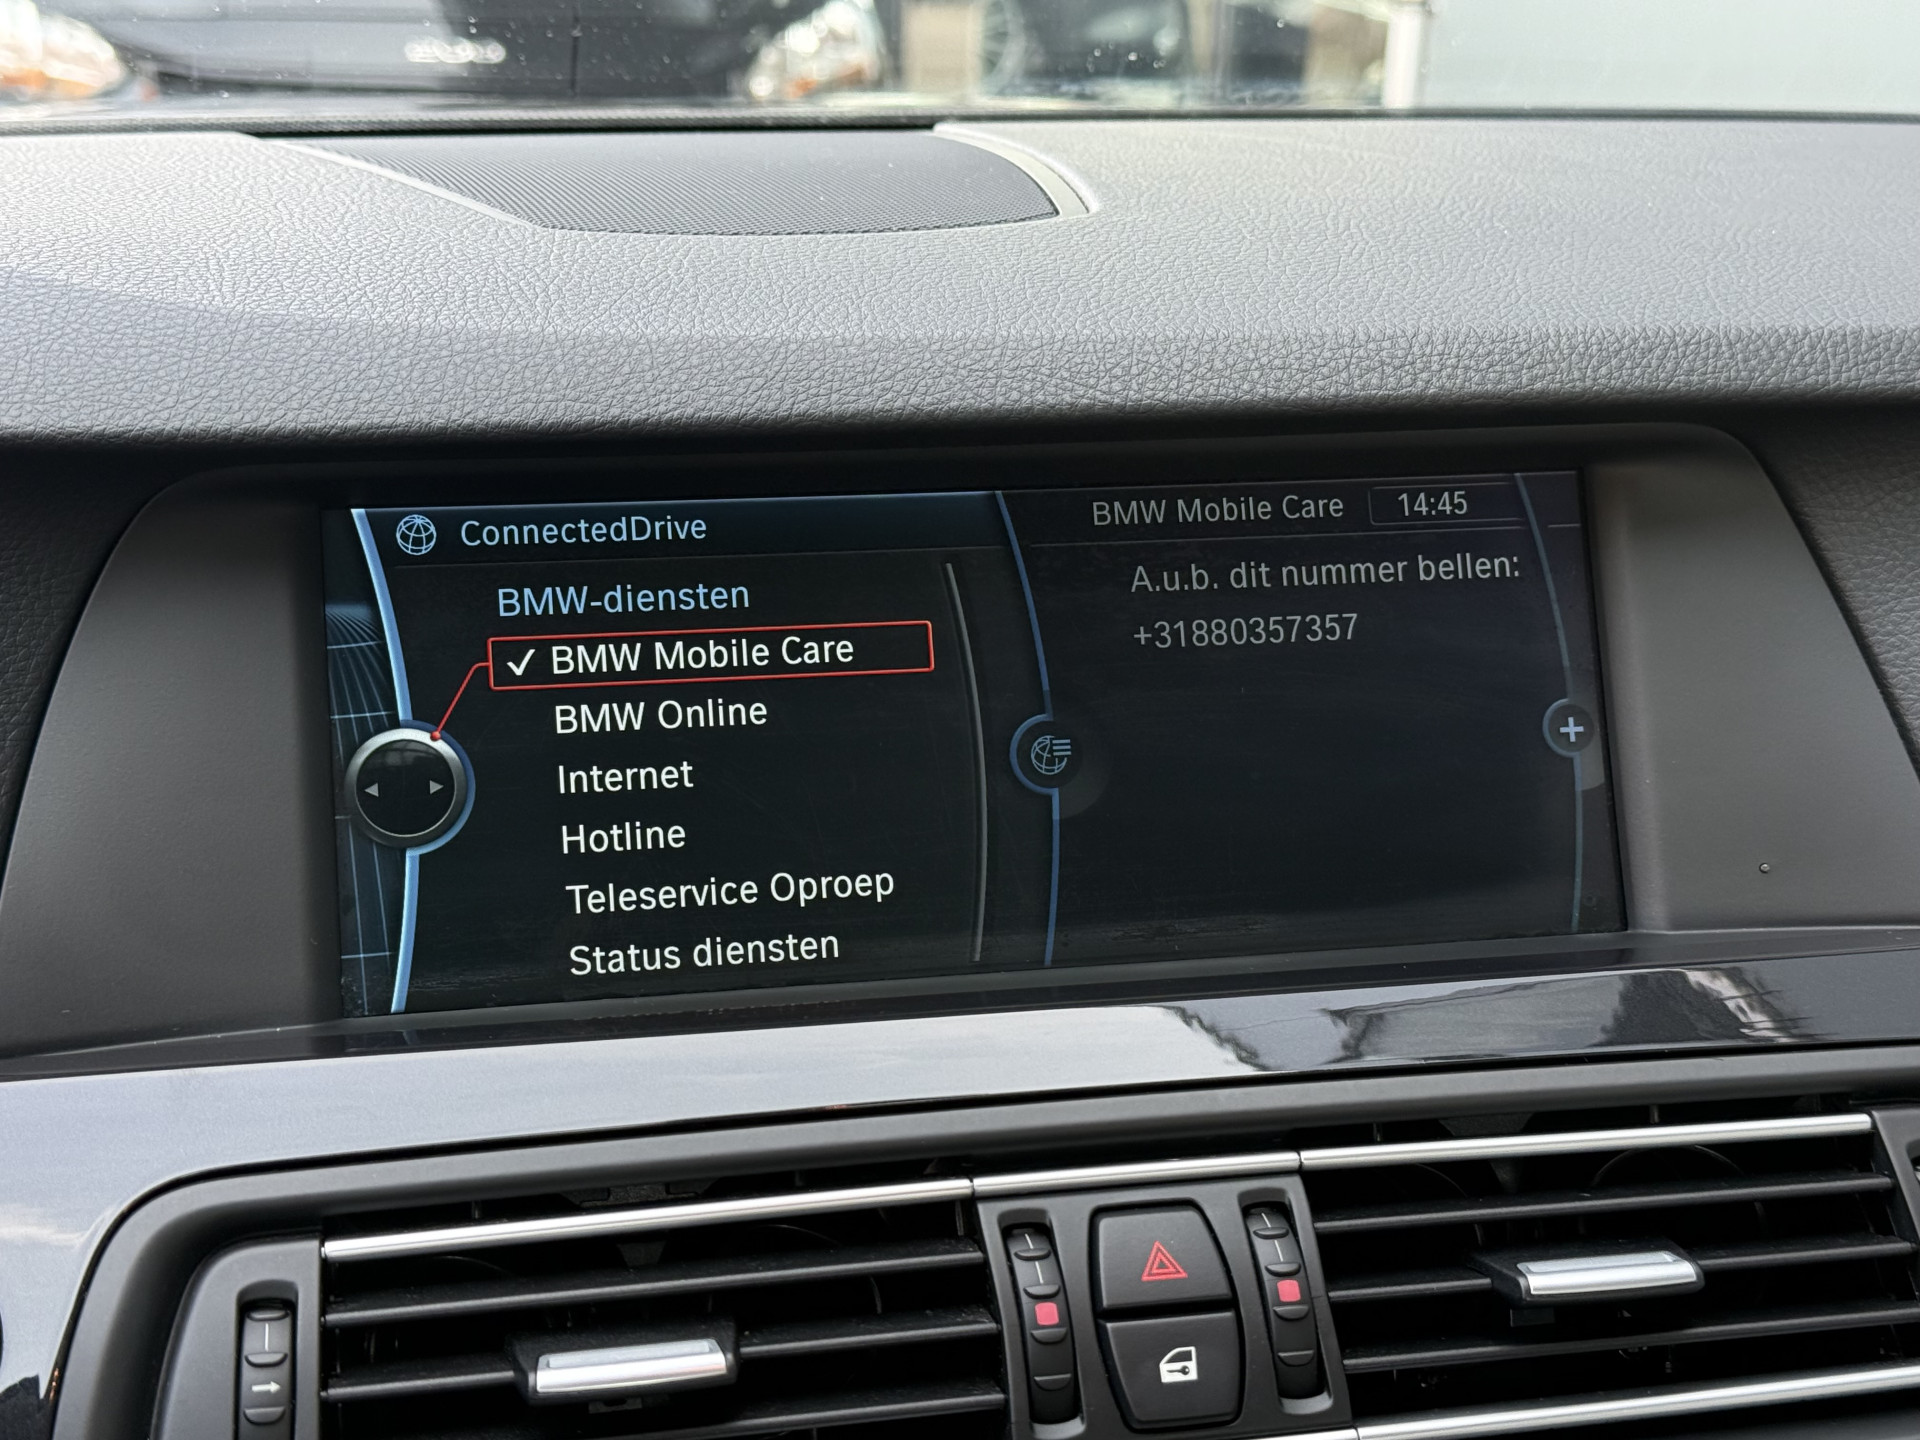 ConnectedDrive
BMW-diensten
✓ BMW Mobile Care
BMW Online
Internet
Hotline
Teleservice Oproep
Status diensten
BMW Mobile Care
14:45
A.u.b. dit nummer bellen:
+31880357357